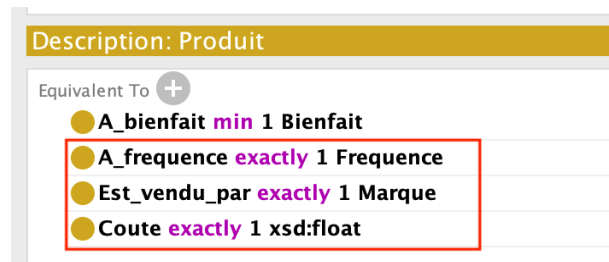 Description: Produit
Equivalent To +
A_bienfait min 1 Bienfait
A_frequence exactly 1 Frequence
Est_vendu_par exactly 1 Marque
Coute exactly 1 xsd:float